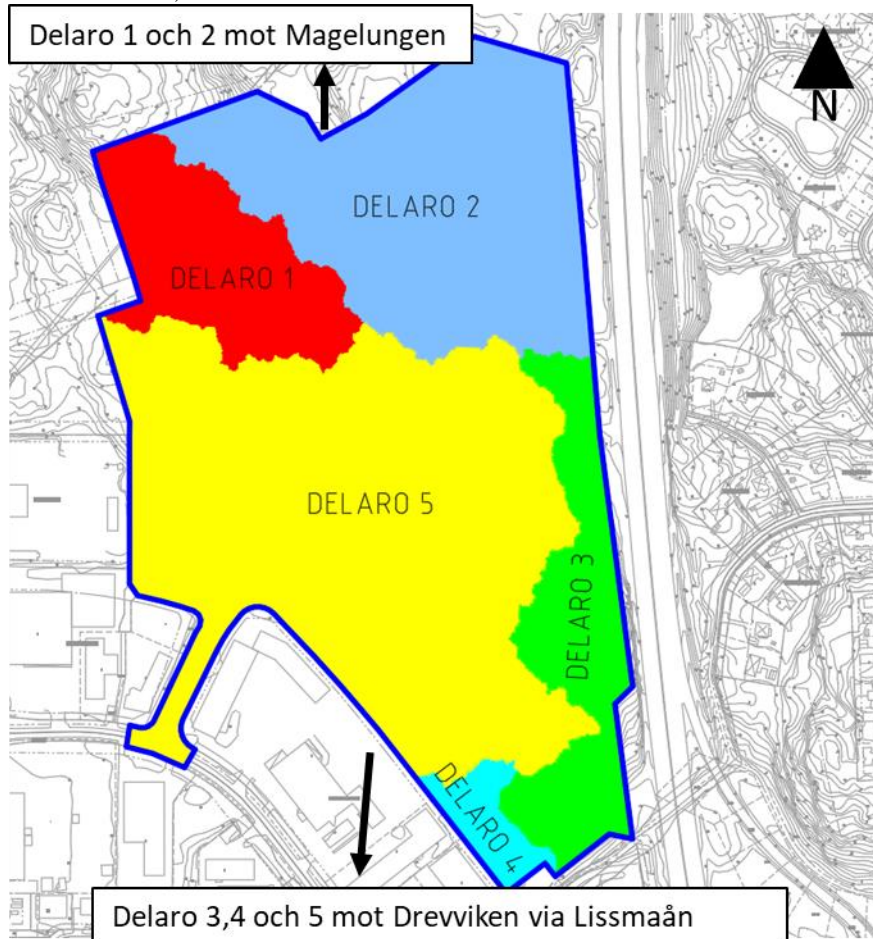 Delaro 1 och 2 mot Magelungen
N
DELARO 2
DELARO 1
DELARO 5
DELARO 3
DELARO 4
Delaro 3,4 och 5 mot Drevviken via Lissmaån